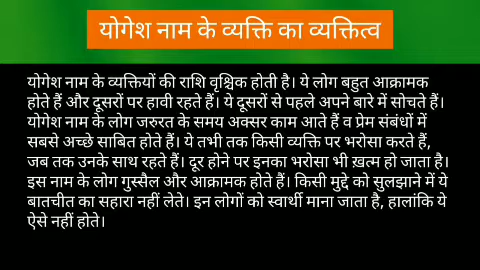 योगेश नाम के व्यक्ति का व्यक्तित्व
योगेश नाम के व्यक्तियों की राशि वृश्चिक होती है। ये लोग बहुत आक्रामक
होते हैं और दूसरों पर हावी रहते हैं। ये दूसरों से पहले अपने बारे में सोचते हैं।
योगेश नाम के लोग जरुरत के समय अक्सर काम आते हैं व प्रेम संबंधों में
सबसे अच्छे साबित होते हैं। ये तभी तक किसी व्यक्ति पर भरोसा करते हैं,
जब तक उनके साथ रहते हैं। दूर होने पर इनका भरोसा भी ख़त्म हो जाता है।
इस नाम के लोग गुस्सैल और आक्रामक होते हैं। किसी मुद्दे को सुलझाने में ये
बातचीत का सहारा नहीं लेते। इन लोगों को स्वार्थी माना जाता है, हालांकि ये
ऐसे नहीं होते।